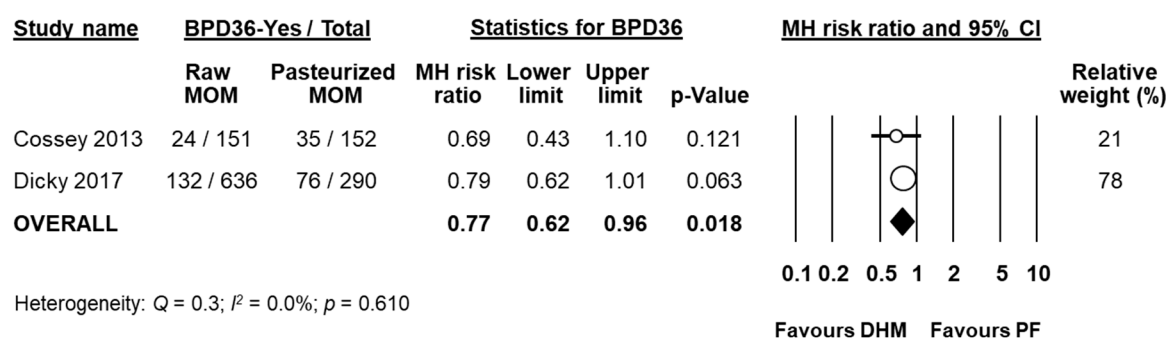 Study name BPD36-Yes / Total Statistics for BPD36 MH risk ratio and 95% CI
Raw Pasteurized MH risk Lower Upper Relative
MOM MOM ratio limit limit p-Value weight (%)
Cossey 2013 24 / 151 35 / 152 0.69 0.43 1.10 0.121 21
Dicky 2017 132 / 636 76 / 290 0.79 0.62 1.01 0.063 78
OVERALL 0.77 0.62 0.96 0.018
0.1 0.2 0.5 1 2 5 10
Heterogeneity: Q = 0.3; I² = 0.0%; p = 0.610
Favours DHM Favours PF